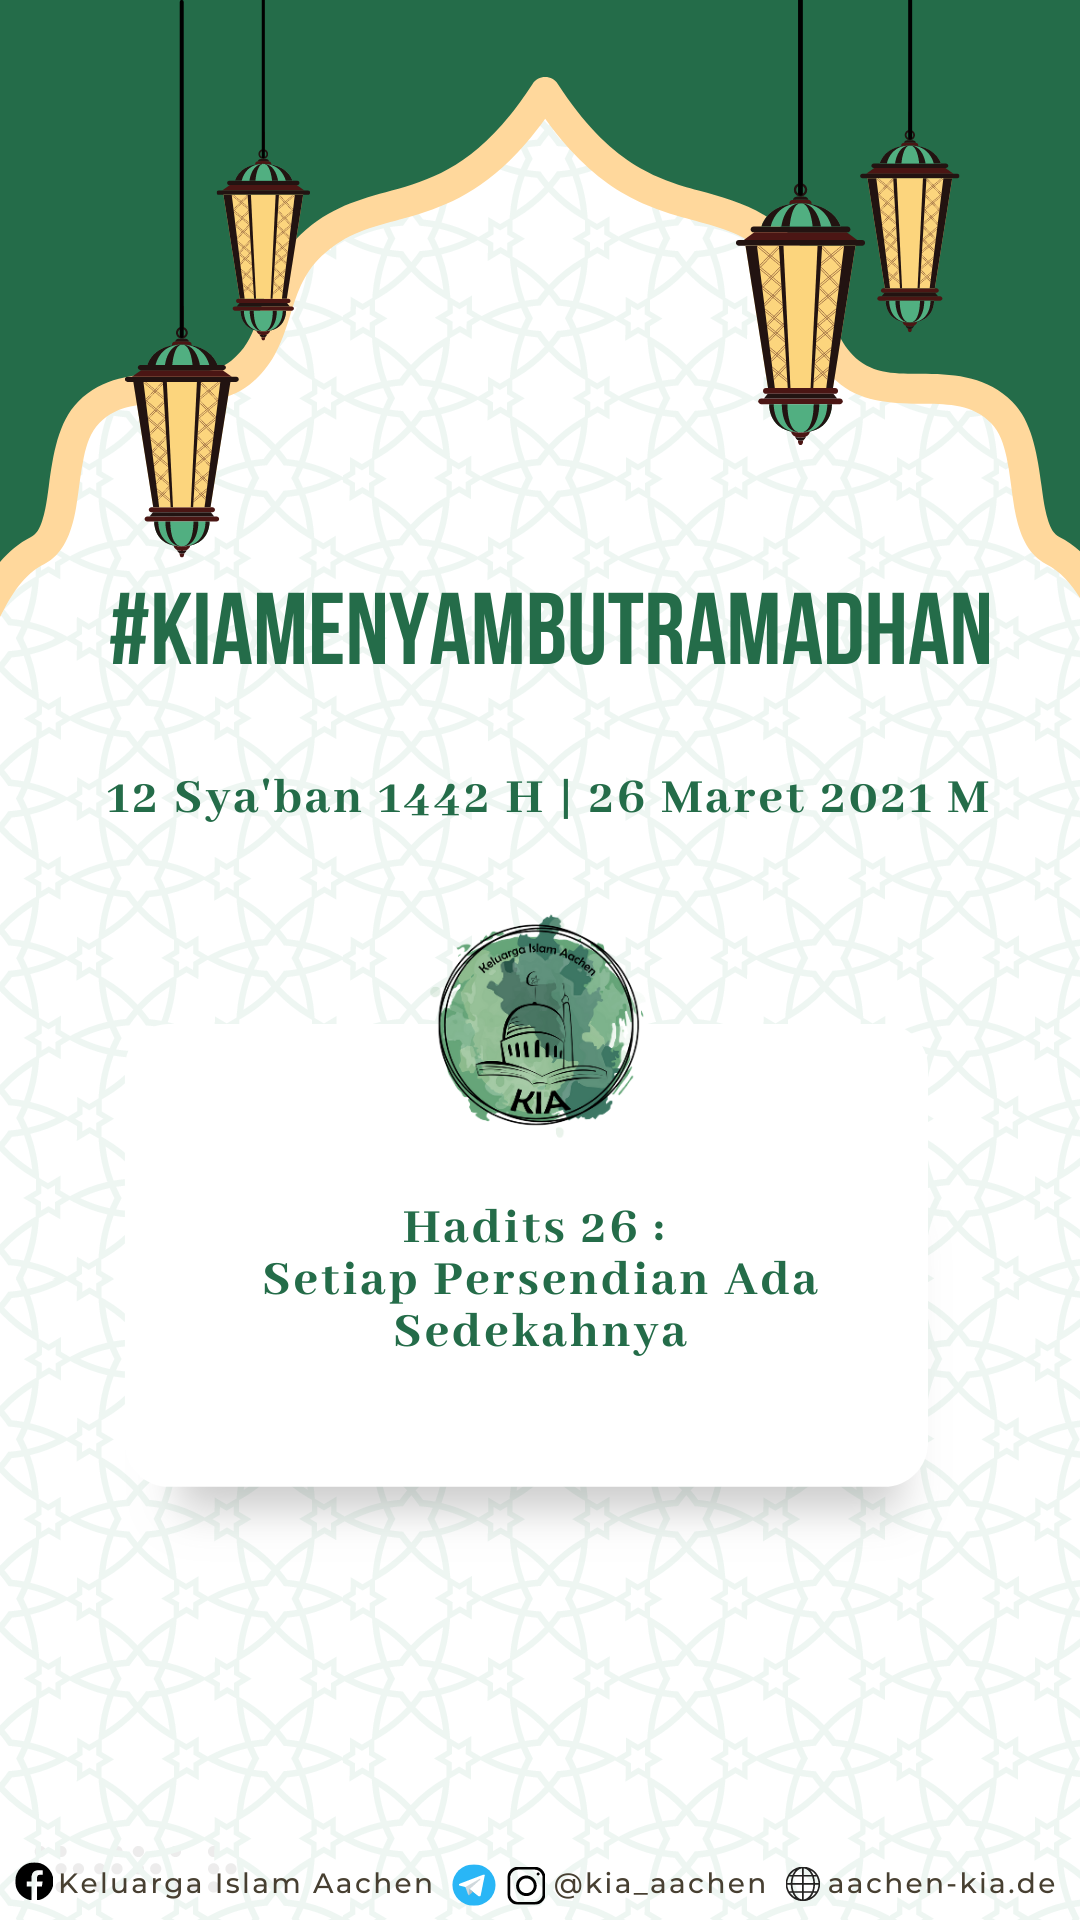 #KIAMENYAMBUTRAMADHAN
12 Sya'ban 1442 H | 26 Maret 2021 M
Keluarga Islam Aachen
KIA
Hadits 26 :
Setiap Persendian Ada
Sedekahnya
Keluarga Islam Aachen @kia_aachen aachen-kia.de